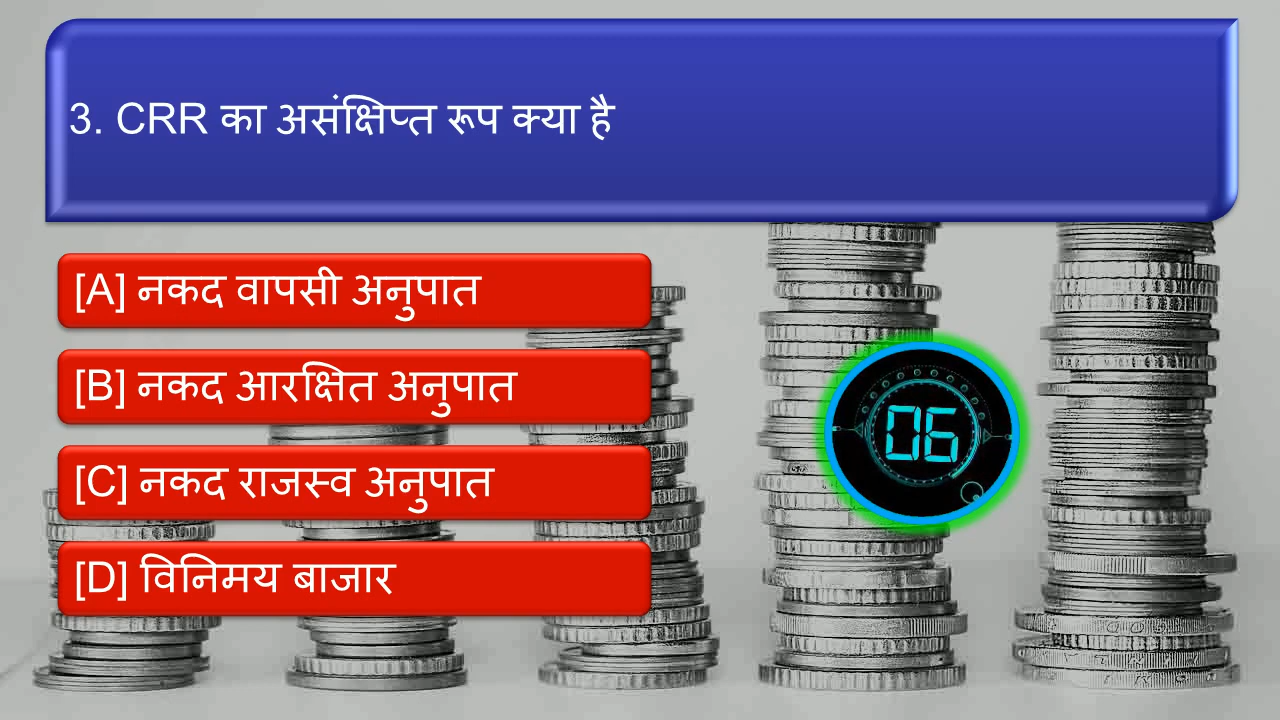 3. CRR का असंक्षिप्त रूप क्या है
[A] नकद वापसी अनुपात
[B] नकद आरक्षित अनुपात
[C] नकद राजस्व अनुपात
06
[D] विनिमय बाजार